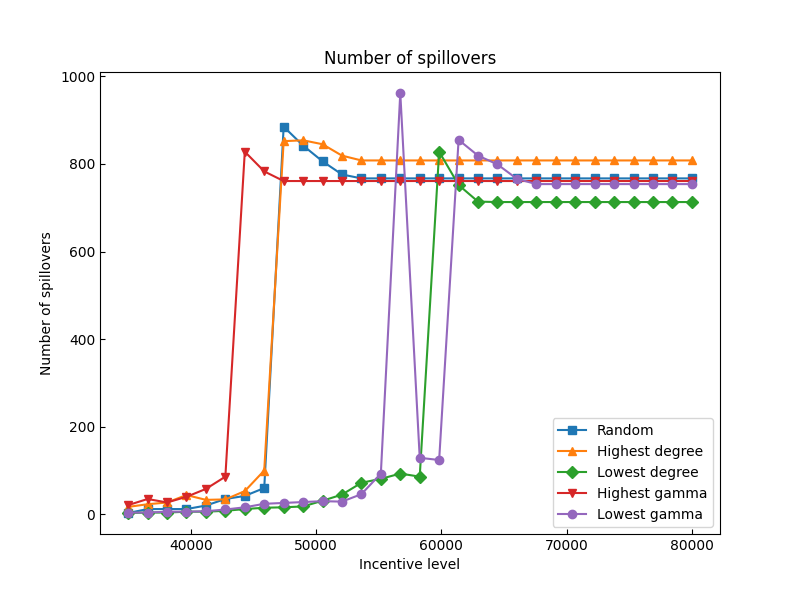 Number of spillovers
Number of spillovers
1000
800
600
400
200
0
40000 50000 60000 70000 80000
Incentive level
Random
Highest degree
Lowest degree
Highest gamma
Lowest gamma